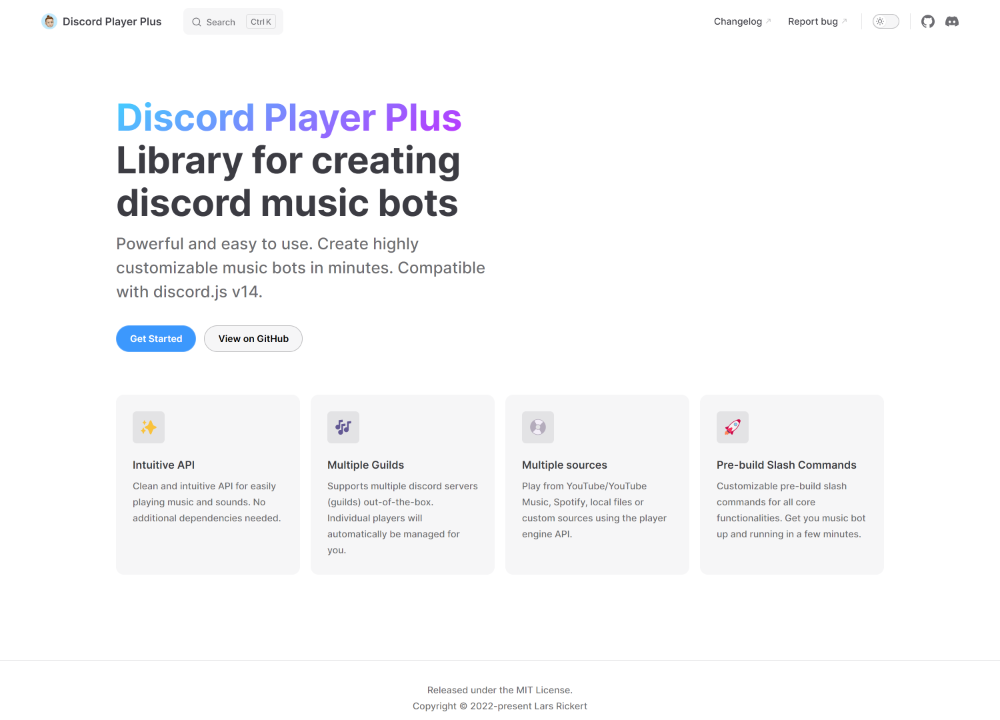 Discord Player Plus
Search Ctrl K
Changelog
Report bug
Discord Player Plus
Library for creating
discord music bots
Powerful and easy to use. Create highly
customizable music bots in minutes. Compatible
with discord.js v14.
Get Started
View on GitHub
Intuitive API
Clean and intuitive API for easily
playing music and sounds. No
additional dependencies needed.
Multiple Guilds
Supports multiple discord servers
(guilds) out-of-the-box.
Individual players will
automatically be managed for
you.
Multiple sources
Play from YouTube/YouTube
Music, Spotify, local files or
custom sources using the player
engine API.
Pre-build Slash Commands
Customizable pre-build slash
commands for all core
functionalities. Get you music bot
up and running in a few minutes.
Released under the MIT License.
Copyright © 2022-present Lars Rickert